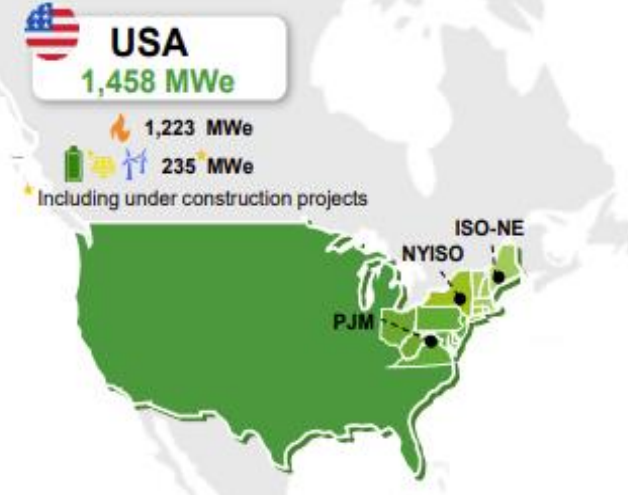 USA
1,458 MWe
1,223 MWe
235*MWe
* Including under construction projects
ISO-NE
NYISO
PJM